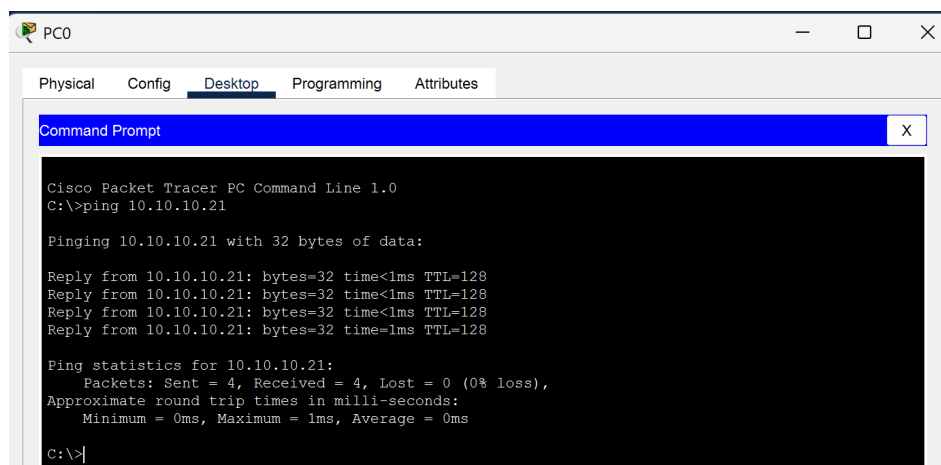 PC0
Physical Config Desktop Programming Attributes
Command Prompt X
Cisco Packet Tracer PC Command Line 1.0
C:\>ping 10.10.10.21
Pinging 10.10.10.21 with 32 bytes of data:
Reply from 10.10.10.21: bytes=32 time<1ms TTL=128
Reply from 10.10.10.21: bytes=32 time<1ms TTL=128
Reply from 10.10.10.21: bytes=32 time<1ms TTL=128
Reply from 10.10.10.21: bytes=32 time=1ms TTL=128
Ping statistics for 10.10.10.21:
Packets: Sent = 4, Received = 4, Lost = 0 (0% loss),
Approximate round trip times in milli-seconds:
Minimum = 0ms, Maximum = 1ms, Average = 0ms
C:\>